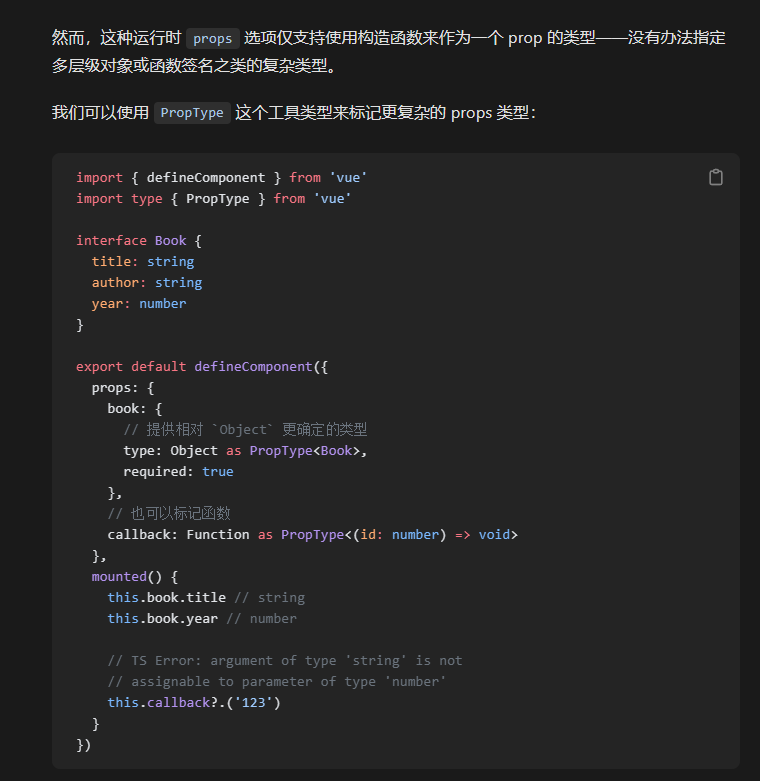 然而，这种运行时 props 选项仅支持使用构造函数来作为一个 prop 的类型——没有办法指定
多层级对象或函数签名之类的复杂类型。
我们可以使用 PropType 这个工具类型来标记更复杂的 props 类型：
import { defineComponent } from 'vue'
import type { PropType } from 'vue'
interface Book {
  title: string
  author: string
  year: number
}
export default defineComponent({
  props: {
    book: {
      // 提供相对 `Object` 更确定的类型
      type: Object as PropType<Book>,
      required: true
    },
    // 也可以标记函数
    callback: Function as PropType<(id: number) => void>
  },
  mounted() {
    this.book.title // string
    this.book.year // number
    // TS Error: argument of type 'string' is not
    // assignable to parameter of type 'number'
    this.callback?.('123')
  }
})